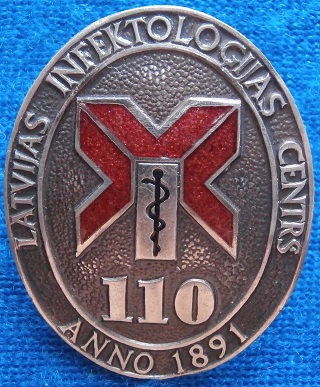 LATVIJAS INFEKTOLOĢIJAS CENTRS
110
ANNO 1891